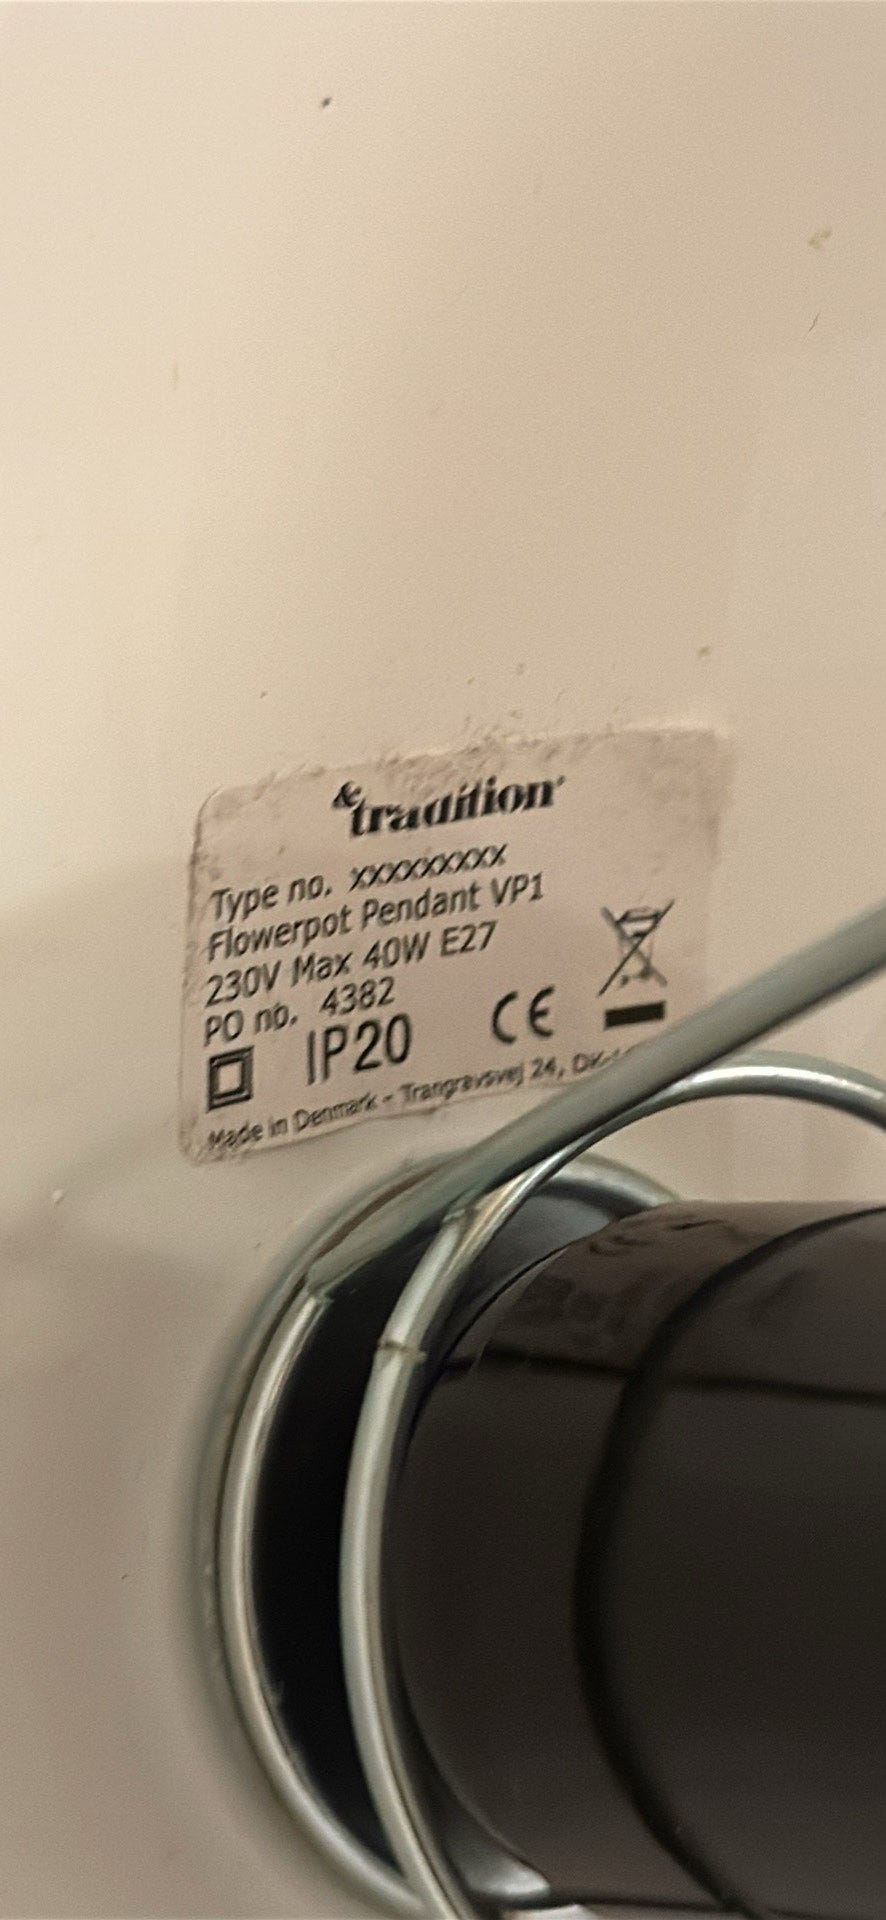 &tradition®
Type no. xxxxxxxxx
Flowerpot Pendant VP1
230V Max 40W E27
PO no. 4382
IP20 CE
Made in Denmark - Trangravsvej 24, DK-